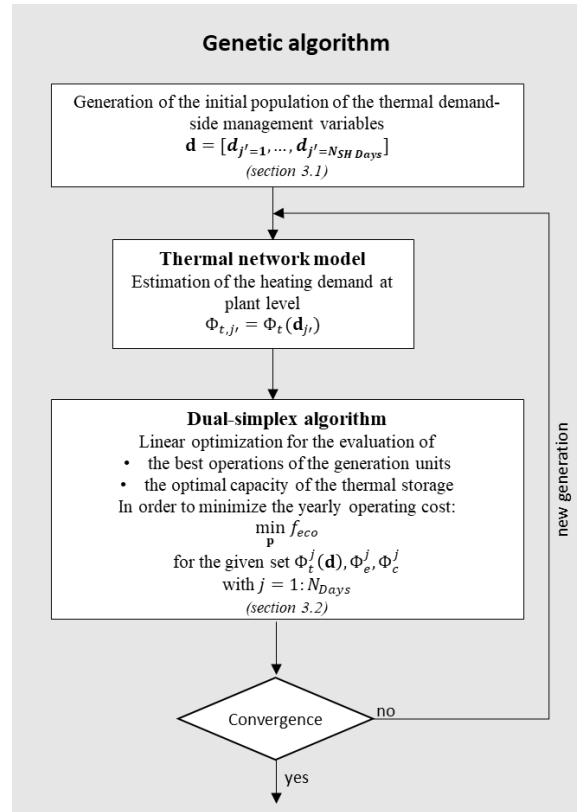 Genetic algorithm
Generation of the initial population of the thermal demand-
side management variables
𝐝 = [𝒅_{𝒋′=𝟏}, …, 𝒅_{𝒋′=𝑵_{𝑺𝑯 𝑫𝒂𝒚𝒔}}]
(section 3.1)
Thermal network model
Estimation of the heating demand at
plant level
Φ_{t,j′} = Φ_t(𝐝_{j′})
Dual-simplex algorithm
Linear optimization for the evaluation of
• the best operations of the generation units
• the optimal capacity of the thermal storage
In order to minimize the yearly operating cost:
min f_{eco}
𝐩
for the given set Φ_t^j(𝐝), Φ_e^j, Φ_c^j
with j = 1: N_{Days}
(section 3.2)
new generation
Convergence
no
yes